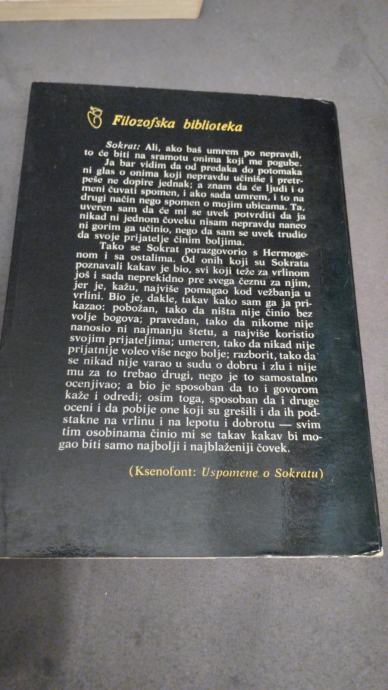 Filozofska biblioteka
Sokrat: Ali, ako baš umrem po nepravdi,
to će biti na sramotu onima koji me pogube.
Ja bar vidim da od predaka do potomaka
ni glas o onima koji nepravdu učiniše i pretr-
peše ne dopire jednak; a znam da će ljudi i o
meni čuvati spomen, i ako sada umrem, i to na
drugi način nego spomen o mojim ubicama. Ta,
uveren sam da će mi se uvek potvrditi da ja
nikad ni jednom čoveku nisam nepravdu naneo
ni gorim ga učinio, nego da sam se uvek trudio
da svoje prijatelje činim boljima.
Tako se Sokrat porazgovorio s Hermoge-
nom i sa ostalima. Od onih koji su Sokrata
poznavali kakav je bio, svi koji teže za vrlinom
još i sada neprekidno pre svega čeznu za njim,
jer je, kažu, najviše pomagao kod vežbanja u
vrlini. Bio je, dakle, takav kako sam ga ja pri-
kazao: pobožan, tako da ništa nije činio bez
volje bogova; pravedan, tako da nikome nije
nanosio ni najmanju štetu, a najviše koristio
svojim prijateljima; umeren, tako da nikad nije
prijatnije voleo više nego bolje; razborit, tako da
se nikad nije varao u sudu o dobru i zlu i nije
mu za to trebao drugi, nego je to samostalno
ocenjivao; a bio je sposoban da to i govorom
kaže i odredi; osim toga, sposoban da i druge
oceni i da pobije one koji su grešili i da ih pod-
stakne na vrlinu i na lepotu i dobrotu — svim
tim osobinama činio mi se takav kakav bi mo-
gao biti samo najbolji i najblaženiji čovek.
(Ksenofont: Uspomene o Sokratu)